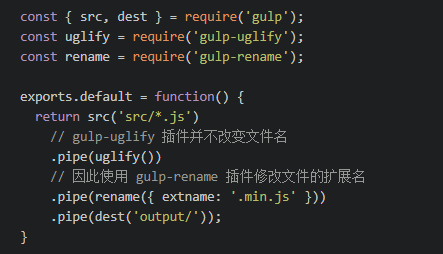 const { src, dest } = require('gulp');
const uglify = require('gulp-uglify');
const rename = require('gulp-rename');

exports.default = function() {
  return src('src/*.js')
    // gulp-uglify 插件并不改变文件名
    .pipe(uglify())
    // 因此使用 gulp-rename 插件修改文件的扩展名
    .pipe(rename({ extname: '.min.js' }))
    .pipe(dest('output/'));
}